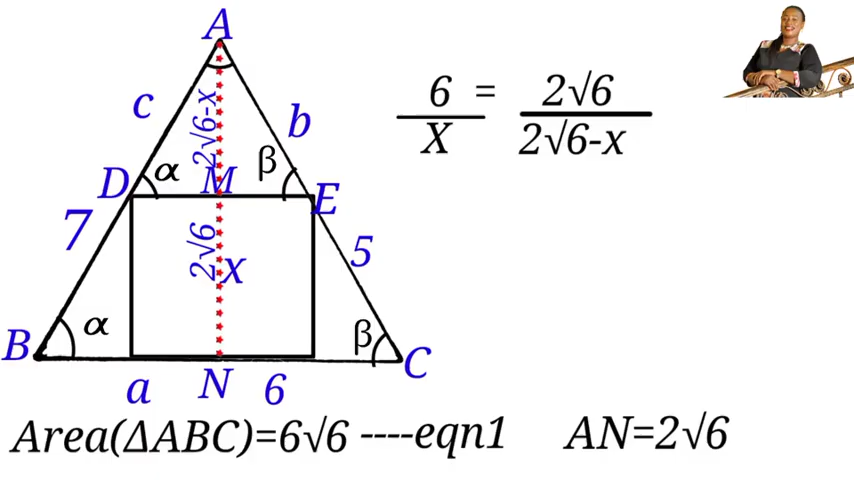 A
c
2√6-x
b
6 = 2√6
X 2√6-x
D
α
M
β
E
7
2√6
X
5
B
α
β
C
a
N
6
Area(ΔABC)=6√6 ----eqn1
AN=2√6